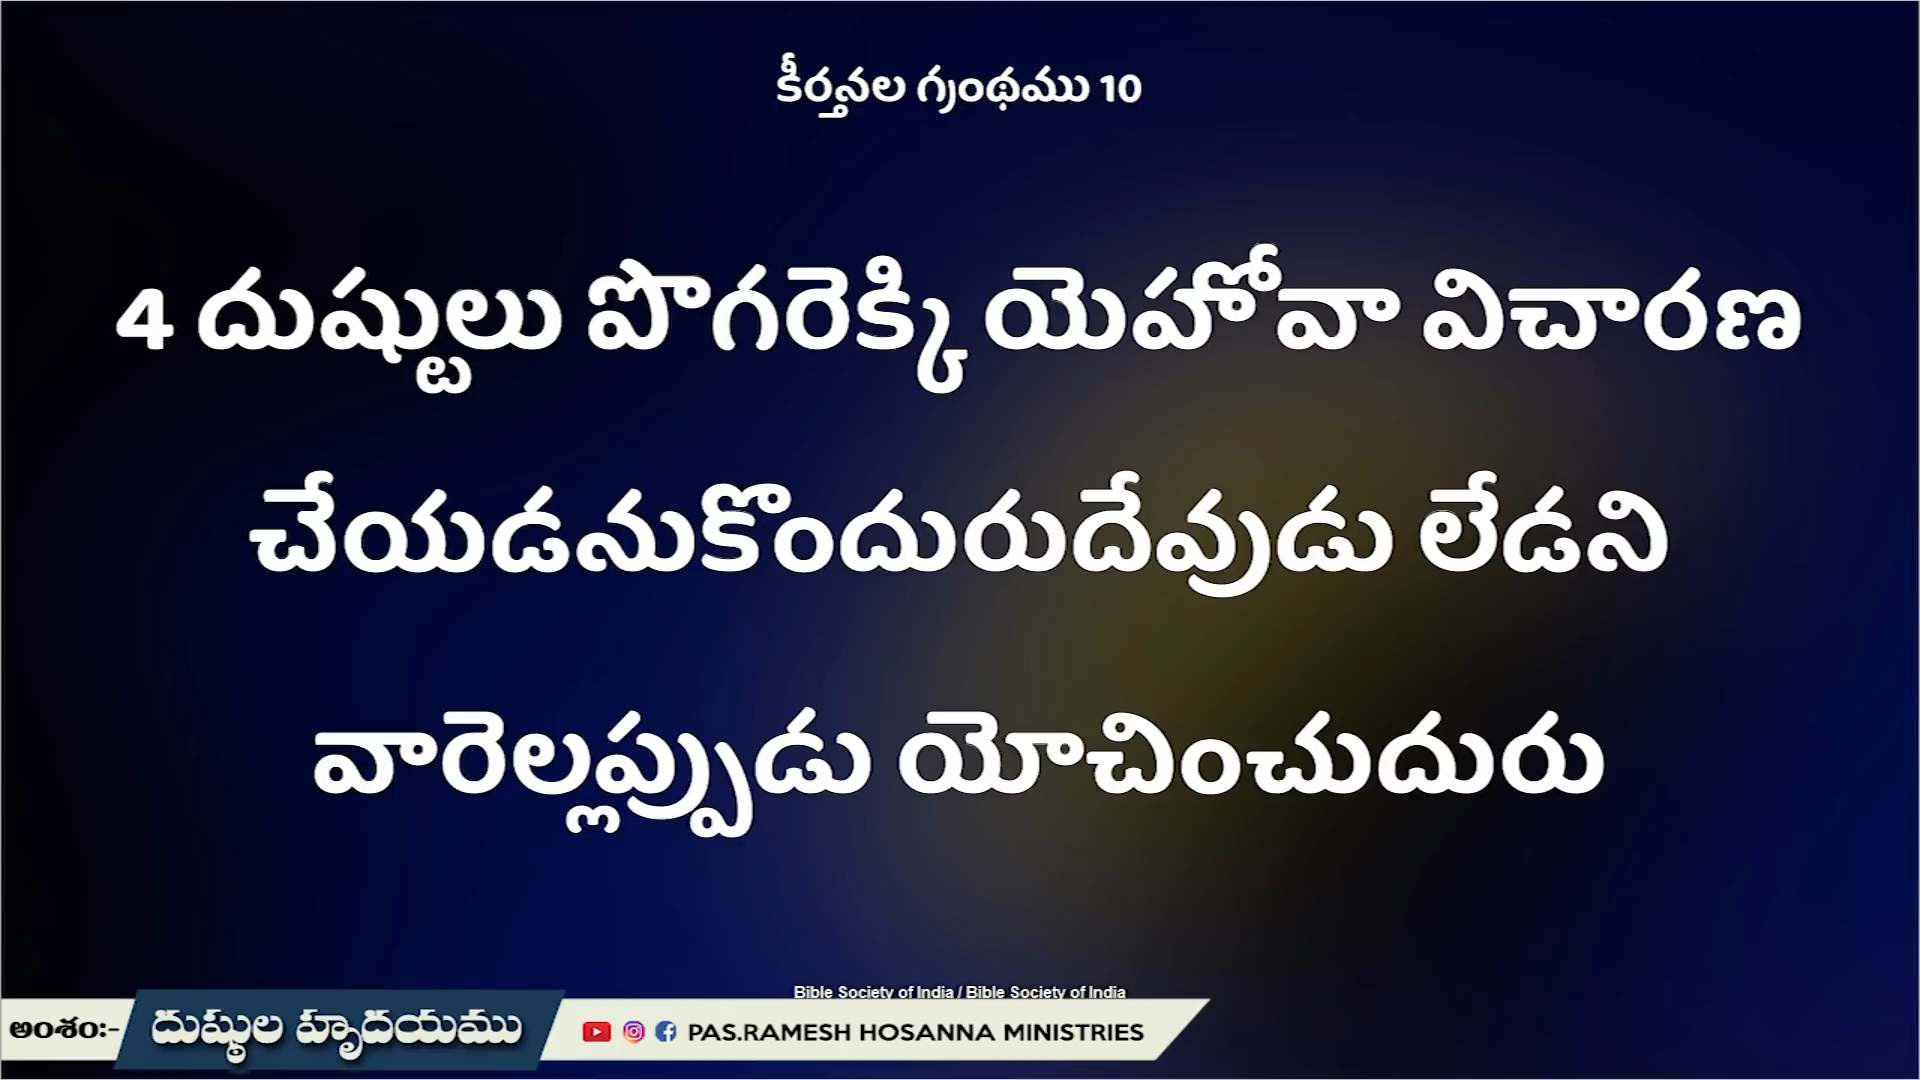 కీర్తనల గ్రంథము 10
4 దుష్టులు పొగరెక్కి యెహోవా విచారణ
చేయడనుకొందురుదేవుడు లేడని
వారెల్లప్పుడు యోచించుదురు
Bible Society of India / Bible Society of India
అంశం:- దుష్టుల హృదయము PAS.RAMESH HOSANNA MINISTRIES